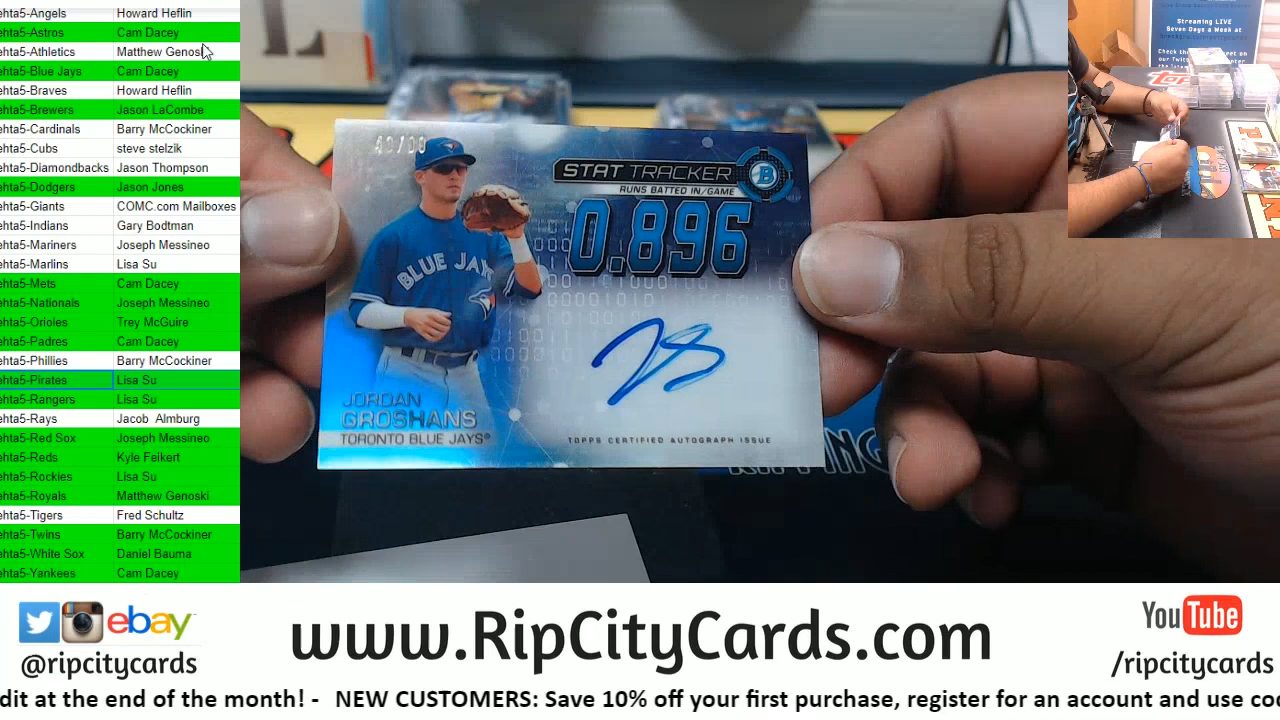 ehta5-Angels Howard Heflin
ehta5-Astros Cam Dacey
ehta5-Athletics Matthew Genoski
ehta5-Blue Jays Cam Dacey
ehta5-Braves Howard Heflin
ehta5-Brewers Jason LaCombe
ehta5-Cardinals Barry McCockiner
ehta5-Cubs steve stelzik
ehta5-Diamondbacks Jason Thompson
ehta5-Dodgers Jason Jones
ehta5-Giants COMC.com Mailboxes
ehta5-Indians Gary Bodtman
ehta5-Mariners Joseph Messineo
ehta5-Marlins Lisa Su
ehta5-Mets Cam Dacey
ehta5-Nationals Joseph Messineo
ehta5-Orioles Trey McGuire
ehta5-Padres Cam Dacey
ehta5-Phillies Barry McCockiner
ehta5-Pirates Lisa Su
ehta5-Rangers Lisa Su
ehta5-Rays Jacob Almburg
ehta5-Red Sox Joseph Messineo
ehta5-Reds Kyle Feikert
ehta5-Rockies Lisa Su
ehta5-Royals Matthew Genoski
ehta5-Tigers Fred Schultz
ehta5-Twins Barry McCockiner
ehta5-White Sox Daniel Bauma
ehta5-Yankees Cam Dacey
STAT TRACKER B
RUNS BATTED IN/GAME
0.896
BLUE JAYS
JORDAN
GROSHANS
TORONTO BLUE JAYS®
TOPPS CERTIFIED AUTOGRAPH ISSUE
Streaming LIVE
Seven Days a Week at
Topps
ebay
@ripcitycards
www.RipCityCards.com
YouTube
/ripcitycards
dit at the end of the month! - NEW CUSTOMERS: Save 10% off your first purchase, register for an account and use co